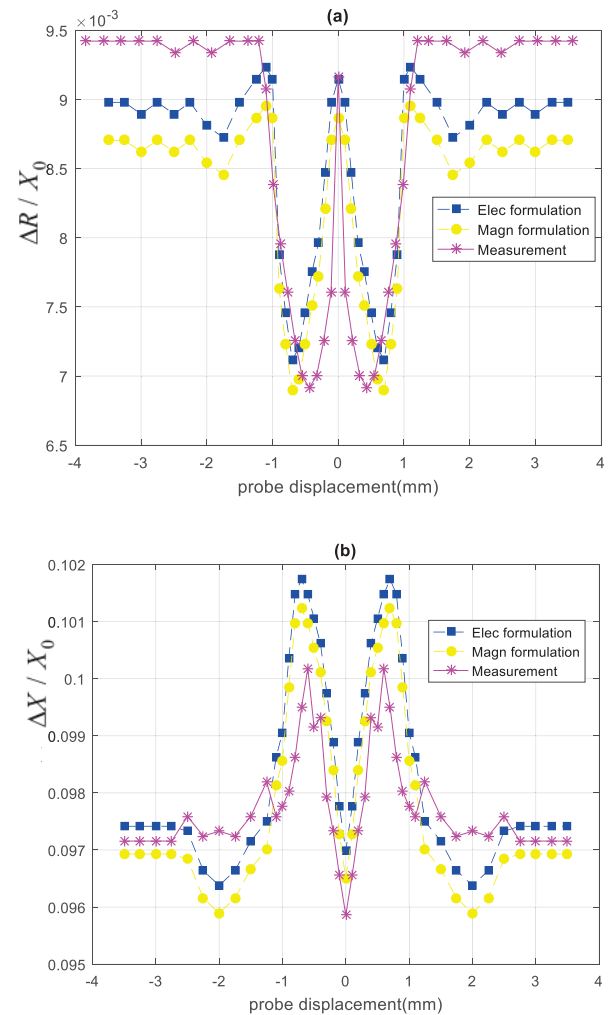 (a)
×10⁻³
9.5
9
8.5
8
7.5
7
6.5
ΔR / X₀
Elec formulation
Magn formulation
Measurement
-4 -3 -2 -1 0 1 2 3 4
probe displacement(mm)
(b)
0.102
0.101
0.1
0.099
0.098
0.097
0.096
0.095
ΔX / X₀
Elec formulation
Magn formulation
Measurement
-4 -3 -2 -1 0 1 2 3 4
probe displacement(mm)